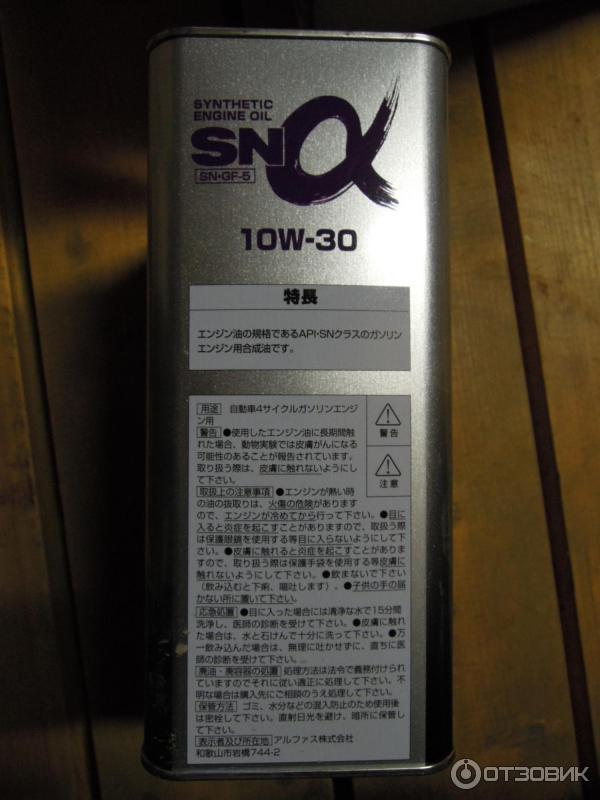 SYNTHETIC
ENGINE OIL
SNα
SN・GF-5
10W-30
特長
エンジン油の規格であるAPI・SNクラスのガソリン
エンジン用合成油です。
用途 自動車4サイクルガソリンエンジ
ン用
警告 ●使用したエンジン油に長期間触
れた場合、動物実験では皮膚がんになる
可能性のあることが報告されています。
取り扱う際は、皮膚に触れないようにし
て下さい。
警告
注意
取扱上の注意事項 ●エンジンが熱い時
の油の抜取りは、火傷の危険があります
ので、エンジンが冷めてから行って下さい。●目に
入ると炎症を起こすことがありますので、取扱う際
は保護眼鏡を使用する等目に入らないようにして下
さい。●皮膚に触れると炎症を起こすことがありま
すので、取り扱う際は保護手袋を使用する等皮膚に
触れないようにして下さい。●飲まないで下さい
(飲み込むと下痢、嘔吐します)。●子供の手の届
かない所に置いて下さい。
応急処置 ●目に入った場合には清浄な水で15分間
洗浄し、医師の診断を受けて下さい。●皮膚に触れ
た場合は、水と石けんで十分に洗って下さい。●万
一飲み込んだ場合は、無理に吐かせずに、直ちに医
師の診断を受けて下さい。
廃油・廃容器の処置 処理方法は法令で義務付けられ
ていますのでそれに従い適正に処理して下さい。不
明な場合は購入先にご相談のうえ処理して下さい。
保管方法 ゴミ、水分などの混入防止のため使用後
は密栓して下さい。直射日光を避け、暗所に保管し
て下さい。
表示者及び所在地 アルファス株式会社
和歌山市岩橋744-2
ОТЗОВИК